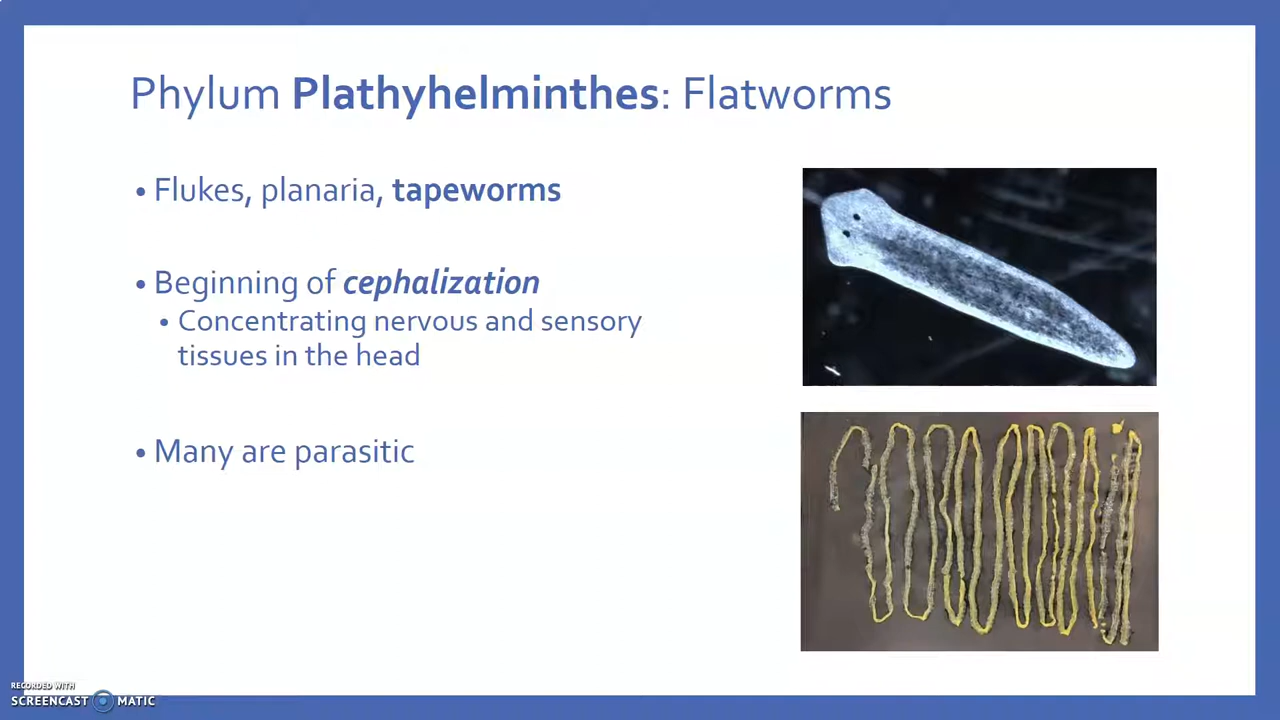 Phylum Plathyhelminthes: Flatworms
• Flukes, planaria, tapeworms
• Beginning of cephalization
• Concentrating nervous and sensory
tissues in the head
• Many are parasitic
RECORDED WITH
SCREENCAST MATIC